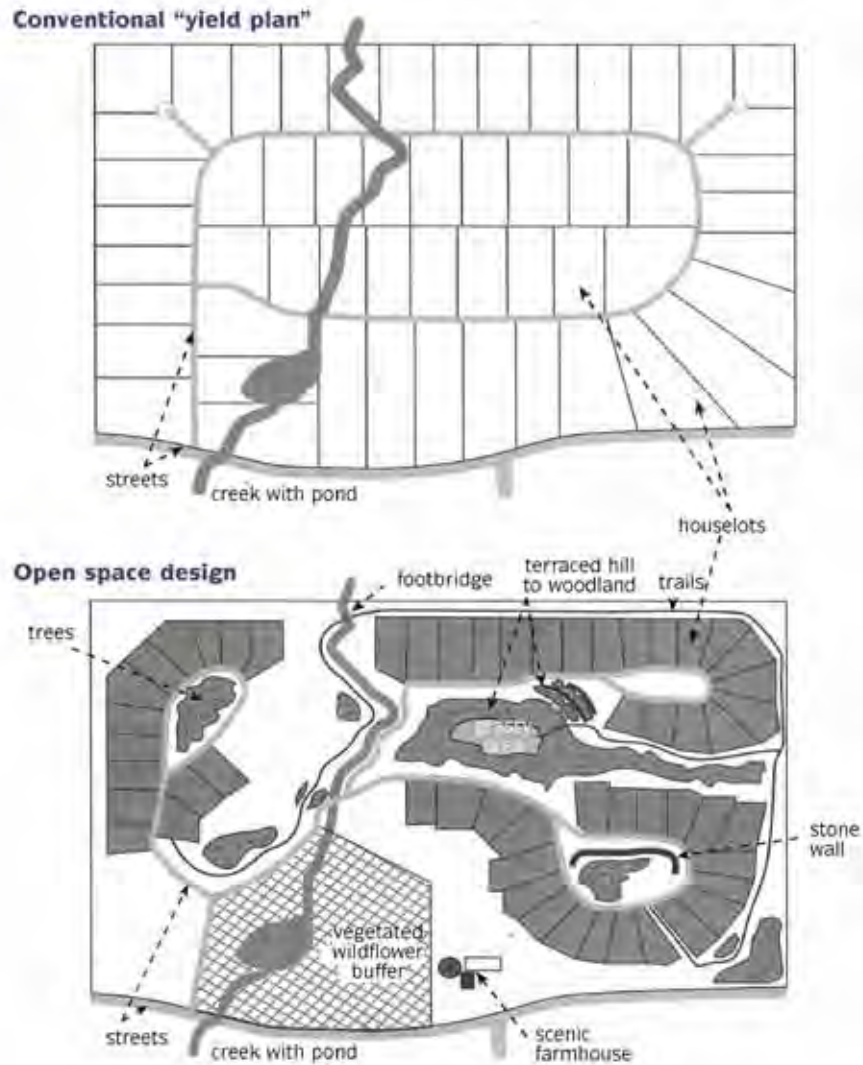 Conventional “yield plan”
streets
creek with pond
houselots
Open space design
footbridge
terraced hill
to woodland
trails
trees
stone
wall
vegetated
wildflower
buffer
streets
creek with pond
scenic
farmhouse